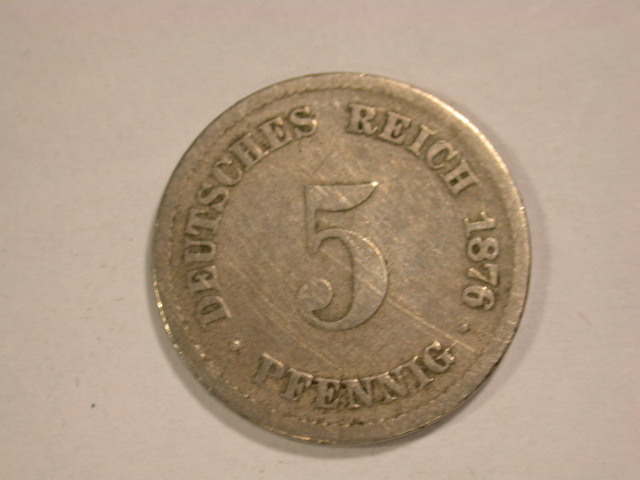 DEUTSCHES REICH 1876
5
· PFENNIG ·